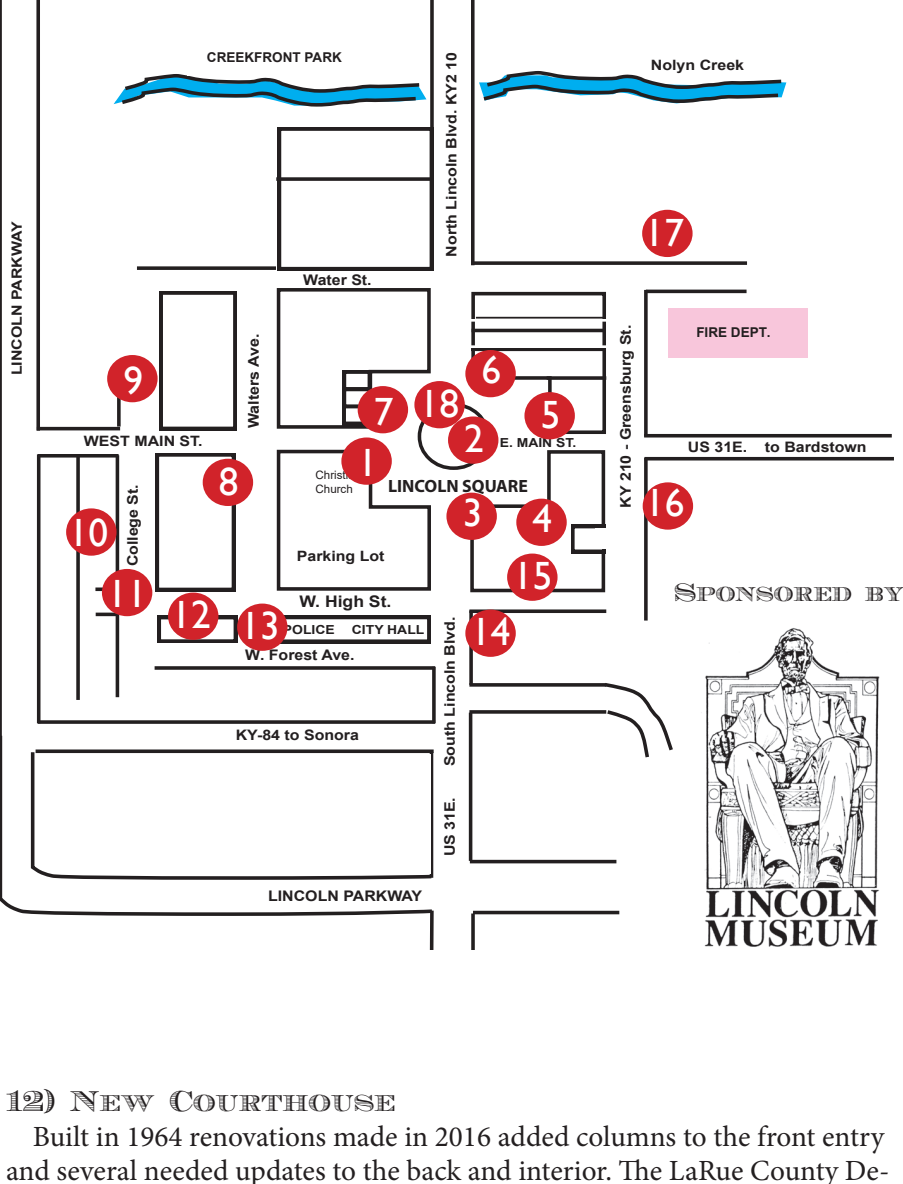 CREEKFRONT PARK
Nolyn Creek
North Lincoln Blvd. KY2 10
LINCOLN PARKWAY
17
Water St.
FIRE DEPT.
Walters Ave.
KY 210 - Greensburg St.
9
6
7
18
5
2
WEST MAIN ST.
E. MAIN ST.
US 31E. to Bardstown
1
8
Christi
Church
LINCOLN SQUARE
College St.
10
3
4
16
Parking Lot
15
11
W. High St.
SPONSORED BY
12
13
POLICE CITY HALL
14
W. Forest Ave.
South Lincoln Blvd.
KY-84 to Sonora
US 31E.
LINCOLN PARKWAY
LINCOLN
MUSEUM
12) NEW COURTHOUSE
Built in 1964 renovations made in 2016 added columns to the front entry
and several needed updates to the back and interior. The LaRue County De-